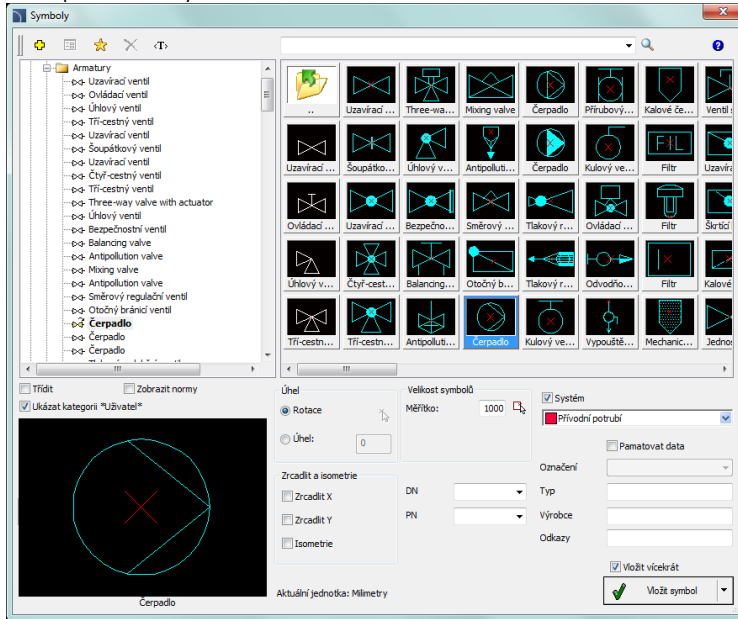 Symboly
<T>
Armatury
Uzavírací ventil
Ovládací ventil
Úhlový ventil
Tří-cestný ventil
Uzavírací ventil
Šoupátkový ventil
Uzavírací ventil
Čtyř-cestný ventil
Tří-cestný ventil
Three-way valve with actuator
Úhlový ventil
Bezpečnostní ventil
Balancing valve
Antipollution valve
Mixing valve
Antipollution valve
Směrový regulační ventil
Otočný bránicí ventil
Čerpadlo
Čerpadlo
Čerpadlo
..
Uzavírací ...
Three-wa...
Mixing valve
Čerpadlo
Přírubový...
Kalové če...
Ventil
Uzavírací ...
Šoupátko...
Úhlový v...
Antipolluti...
Čerpadlo
Kulový ve...
F+L
Filtr
Uzavíra
Ovládací ...
Uzavírací ...
Bezpečno...
Směrový ...
Tlakový r...
Ovládací ...
Filtr
Škrtící
Úhlový v...
Čtyř-cest...
Balancing...
Otočný b...
Tlakový r...
Odvodňo...
Filtr
Kalové
Tří-cestn...
Tří-cestn...
Antipolluti...
Čerpadlo
Kulový ve...
Vypouště...
Mechanic...
Jednos
Třídit
Zobrazit normy
Ukázat kategorii *Uživatel*
Čerpadlo
Úhel
Rotace
Úhel:
0
Velikost symbolů
Měřítko:
1000
Systém
Přívodní potrubí
Pamatovat data
Zrcadlit a isometrie
Zrcadlit X
Zrcadlit Y
Isometrie
DN
PN
Označení
Typ
Výrobce
Odkazy
Vložit vícekrát
Aktuální jednotka: Milimetry
Vložit symbol